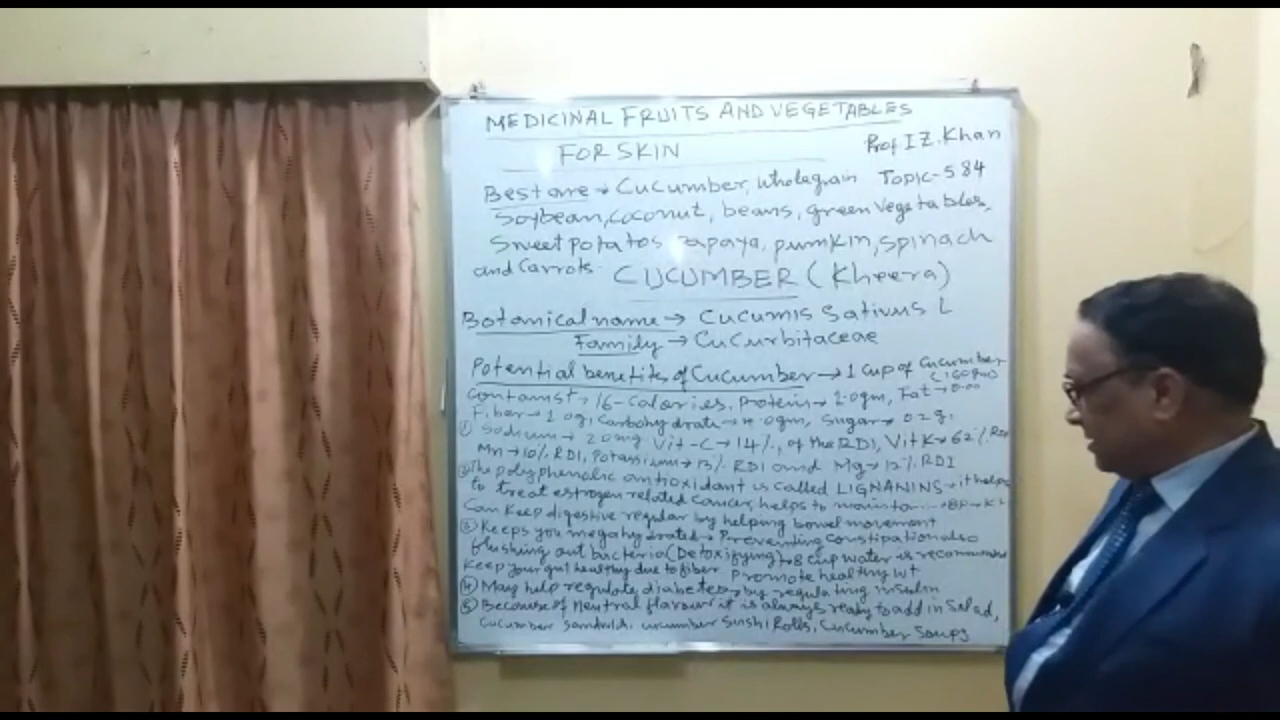 MEDICINAL FRUITS AND VEGETABLES
FOR SKIN
Prof I Z. Khan
Best are → Cucumber, Wholegrain Topic-584
Soybean, coconut, beans, green Vegetables,
Sweet potatos papaya, pumkin, spinach
and Carrots.
CUCUMBER (Kheera)
Botanical name → Cucumis Sativus L
Family → Cucurbitaceae
Potential benefits of Cucumber → 1 cup of Cucumber
Contains 16-Calories, Protein → 2.0gm, Fat → 0.00
Fiber → 1.0g, Carbohydrate → gm, Sugar → 0.2g.
① Sodium → 2.0mg Vit-C → 14%, of the RDI, Vit K → 62% RDI
Mn → 10% RDI, Potassium → 13% RDI and Mg → 12% RDI
② The polyphenolic antioxidant is called LIGNANINS → it helps
to treat estrogen related cancer, helps to BP → K+
Can Keep digestive regular by helping bowel movement
③ Keeps you mega hydrated → Preventing constipation also
flushing out bacteria (Detoxifying) → 8 cup water is
Keep your gut healthy due to fiber Promote healthy wt
④ May help regulate diabetes → by regulating insulin
⑤ Because of Neutral flavour it is always ready to add in Salad,
Cucumber cucumber Sushi Rolls, Cucumber Soups